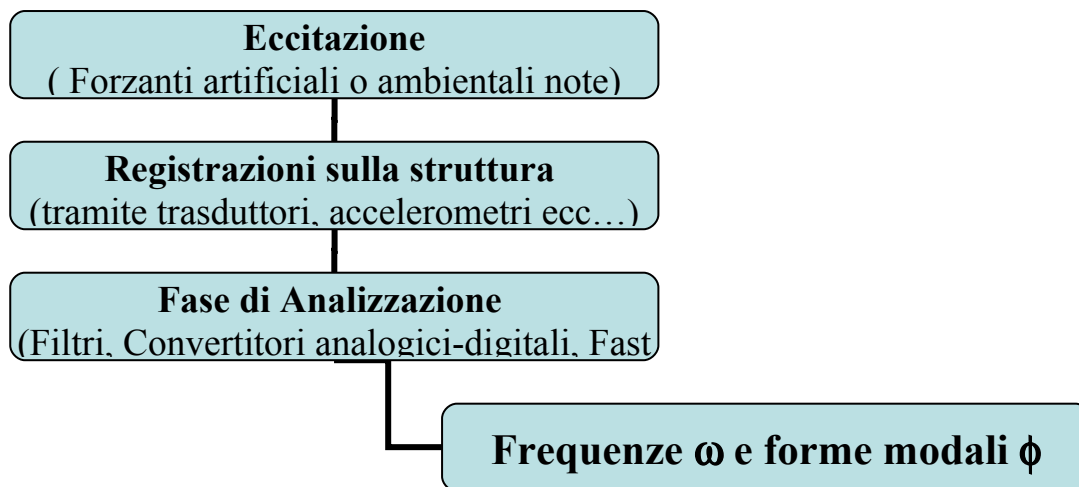 Eccitazione
( Forzanti artificiali o ambientali note)
Registrazioni sulla struttura
(tramite trasduttori, accelerometri ecc…)
Fase di Analizzazione
(Filtri, Convertitori analogici-digitali, Fast
Frequenze ω e forme modali ϕ